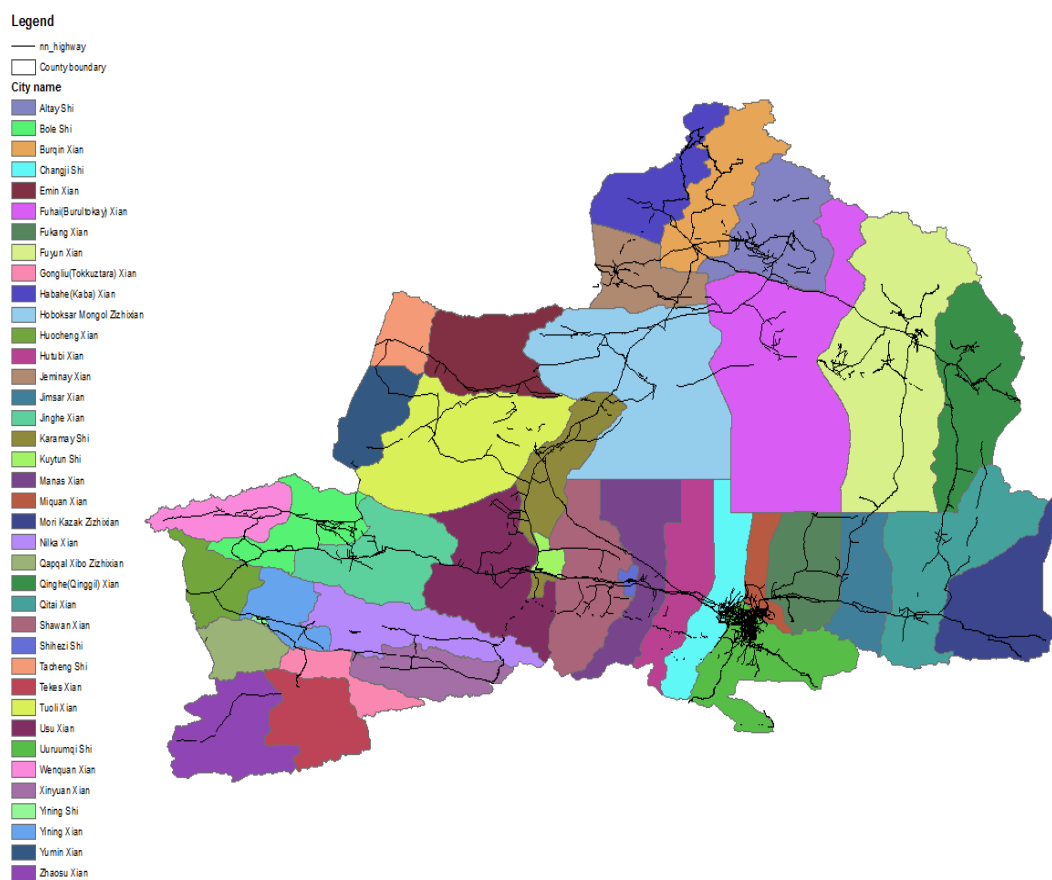 Legend
nn_highway
County boundary
City name
Altay Shi
Bole Shi
Burqin Xian
Changji Shi
Emin Xian
Fuhai(Burultokay) Xian
Fukang Xian
Fuyun Xian
Gongliu(Tokkuztara) Xian
Habahe(Kaba) Xian
Hoboksar Mongol Zizhixian
Huocheng Xian
Hutubi Xian
Jeminay Xian
Jimsar Xian
Jinghe Xian
Karamay Shi
Kuytun Shi
Manas Xian
Miquan Xian
Mori Kazak Zizhixian
Nilka Xian
Qapqal Xibo Zizhixian
Qinghe(Qinggil) Xian
Qitai Xian
Shawan Xian
Shihezi Shi
Tacheng Shi
Tekes Xian
Tuoli Xian
Usu Xian
Uuruumqi Shi
Wenquan Xian
Xinyuan Xian
Yining Shi
Yining Xian
Yumin Xian
Zhaosu Xian